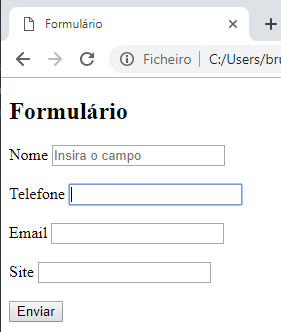 Formulário
Ficheiro C:/Users/bru
Formulário
Nome Insira o campo
Telefone
Email
Site
Enviar